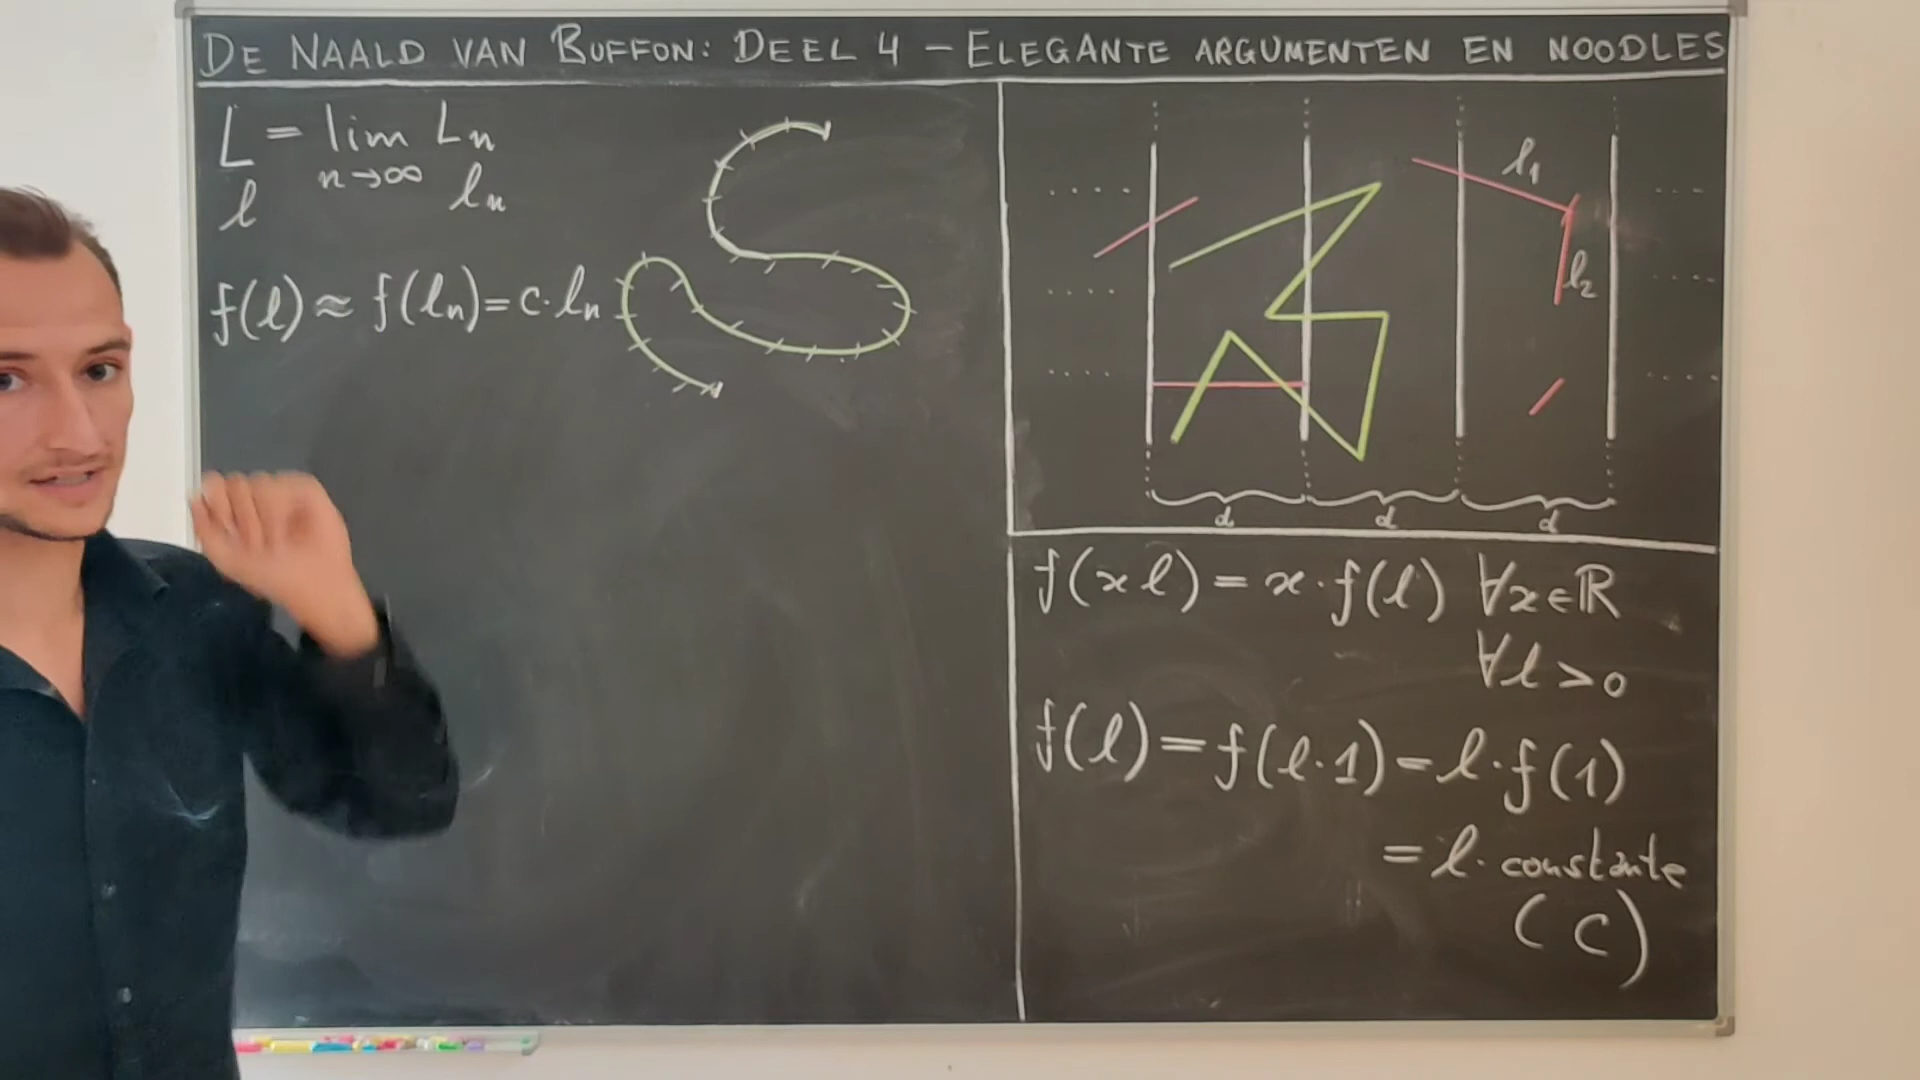 DE NAALD VAN BUFFON: DEEL 4 – ELEGANTE ARGUMENTEN EN NOODLES
L = lim Ln
n→∞
l ln
f(l) ≈ f(ln) = c · ln
l1
l2
d d d
f(x l) = x · f(l) ∀x∈ℝ
∀l > 0
f(l) = f(l·1) = l · f(1)
= l · constante
(c)